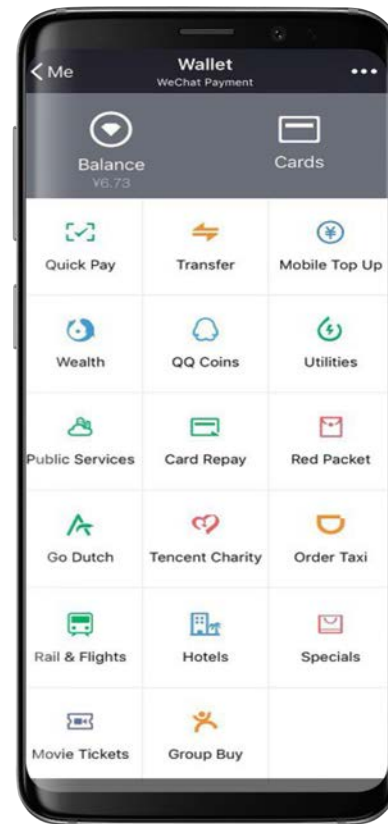 Me
Wallet
WeChat Payment
Balance
¥6.73
Cards
Quick Pay
Transfer
Mobile Top Up
Wealth
QQ Coins
Utilities
Public Services
Card Repay
Red Packet
Go Dutch
Tencent Charity
Order Taxi
Rail & Flights
Hotels
Specials
Movie Tickets
Group Buy